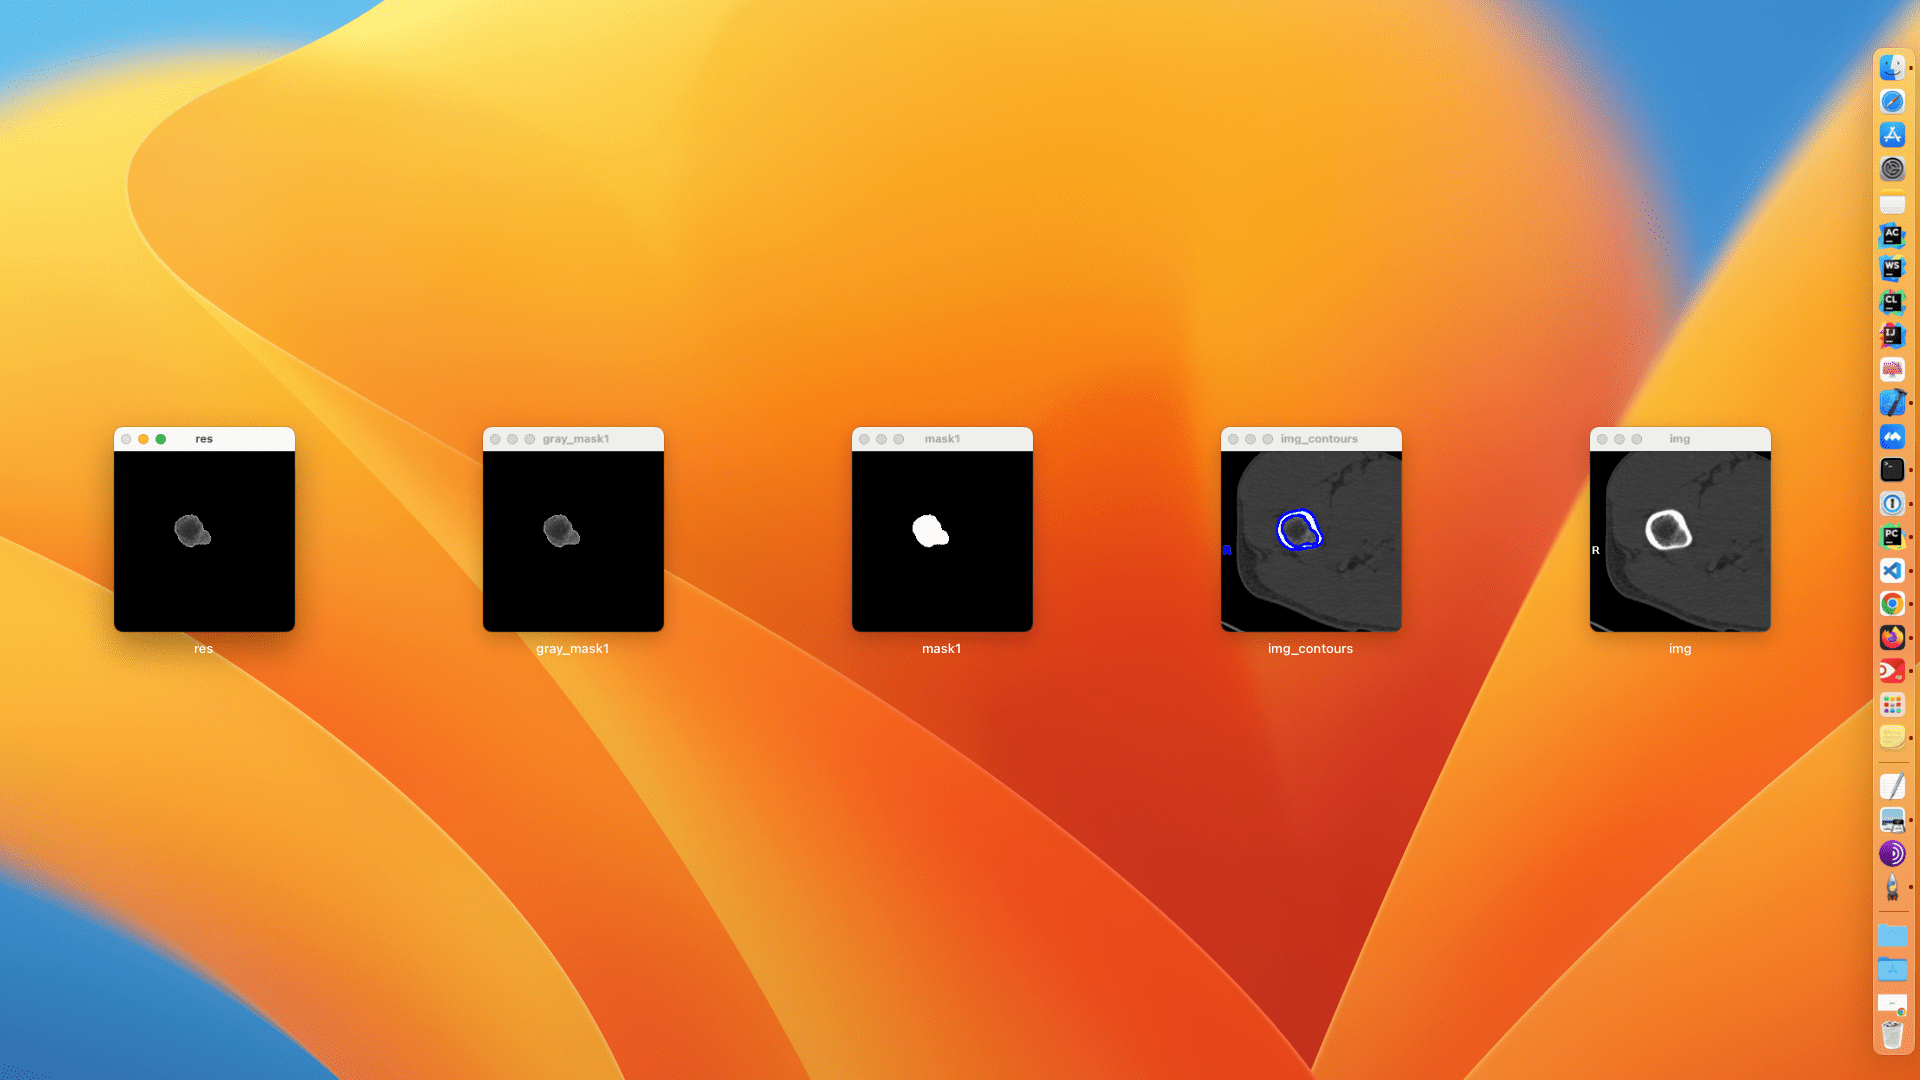 res
gray_mask1
mask1
img_contours
img
R
R
res
gray_mask1
mask1
img_contours
img
AC
WS
CL
IJ
PC